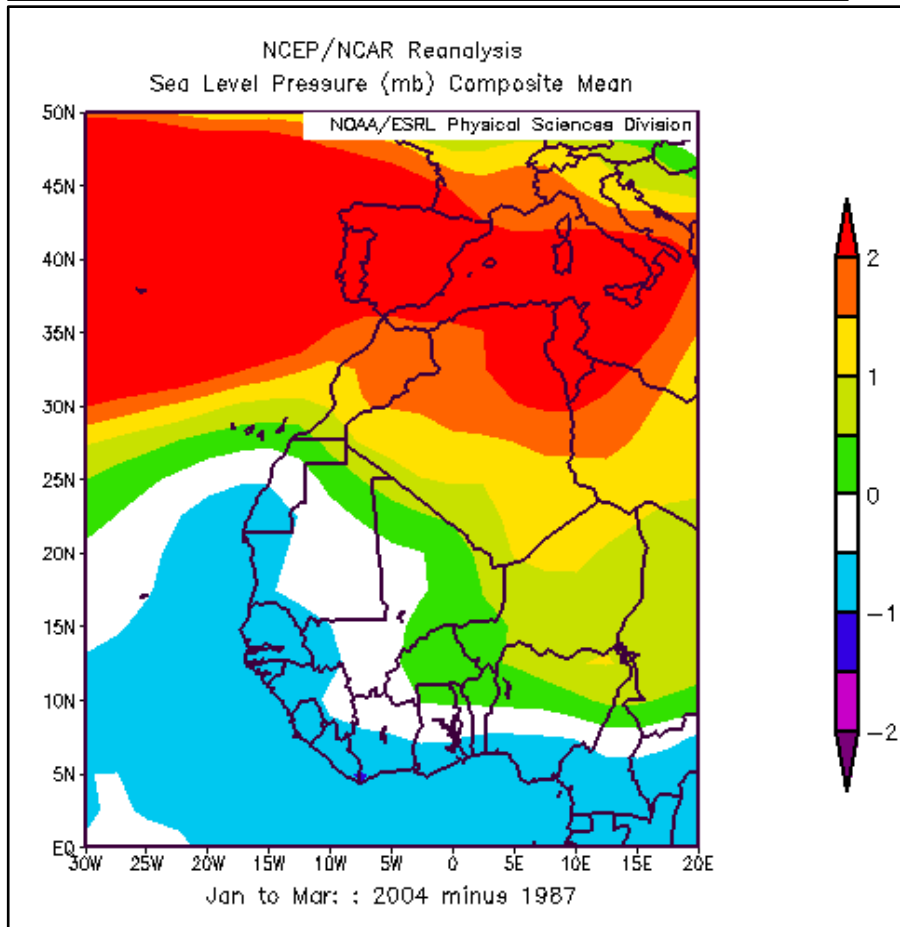 NCEP/NCAR Reanalysis
Sea Level Pressure (mb) Composite Mean
NOAA/ESRL Physical Sciences Division
50N
45N
40N
35N
30N
25N
20N
15N
10N
5N
EQ
30W 25W 20W 15W 10W 5W 0 5E 10E 15E 20E
2
1
0
−1
−2
Jan to Mar: : 2004 minus 1987